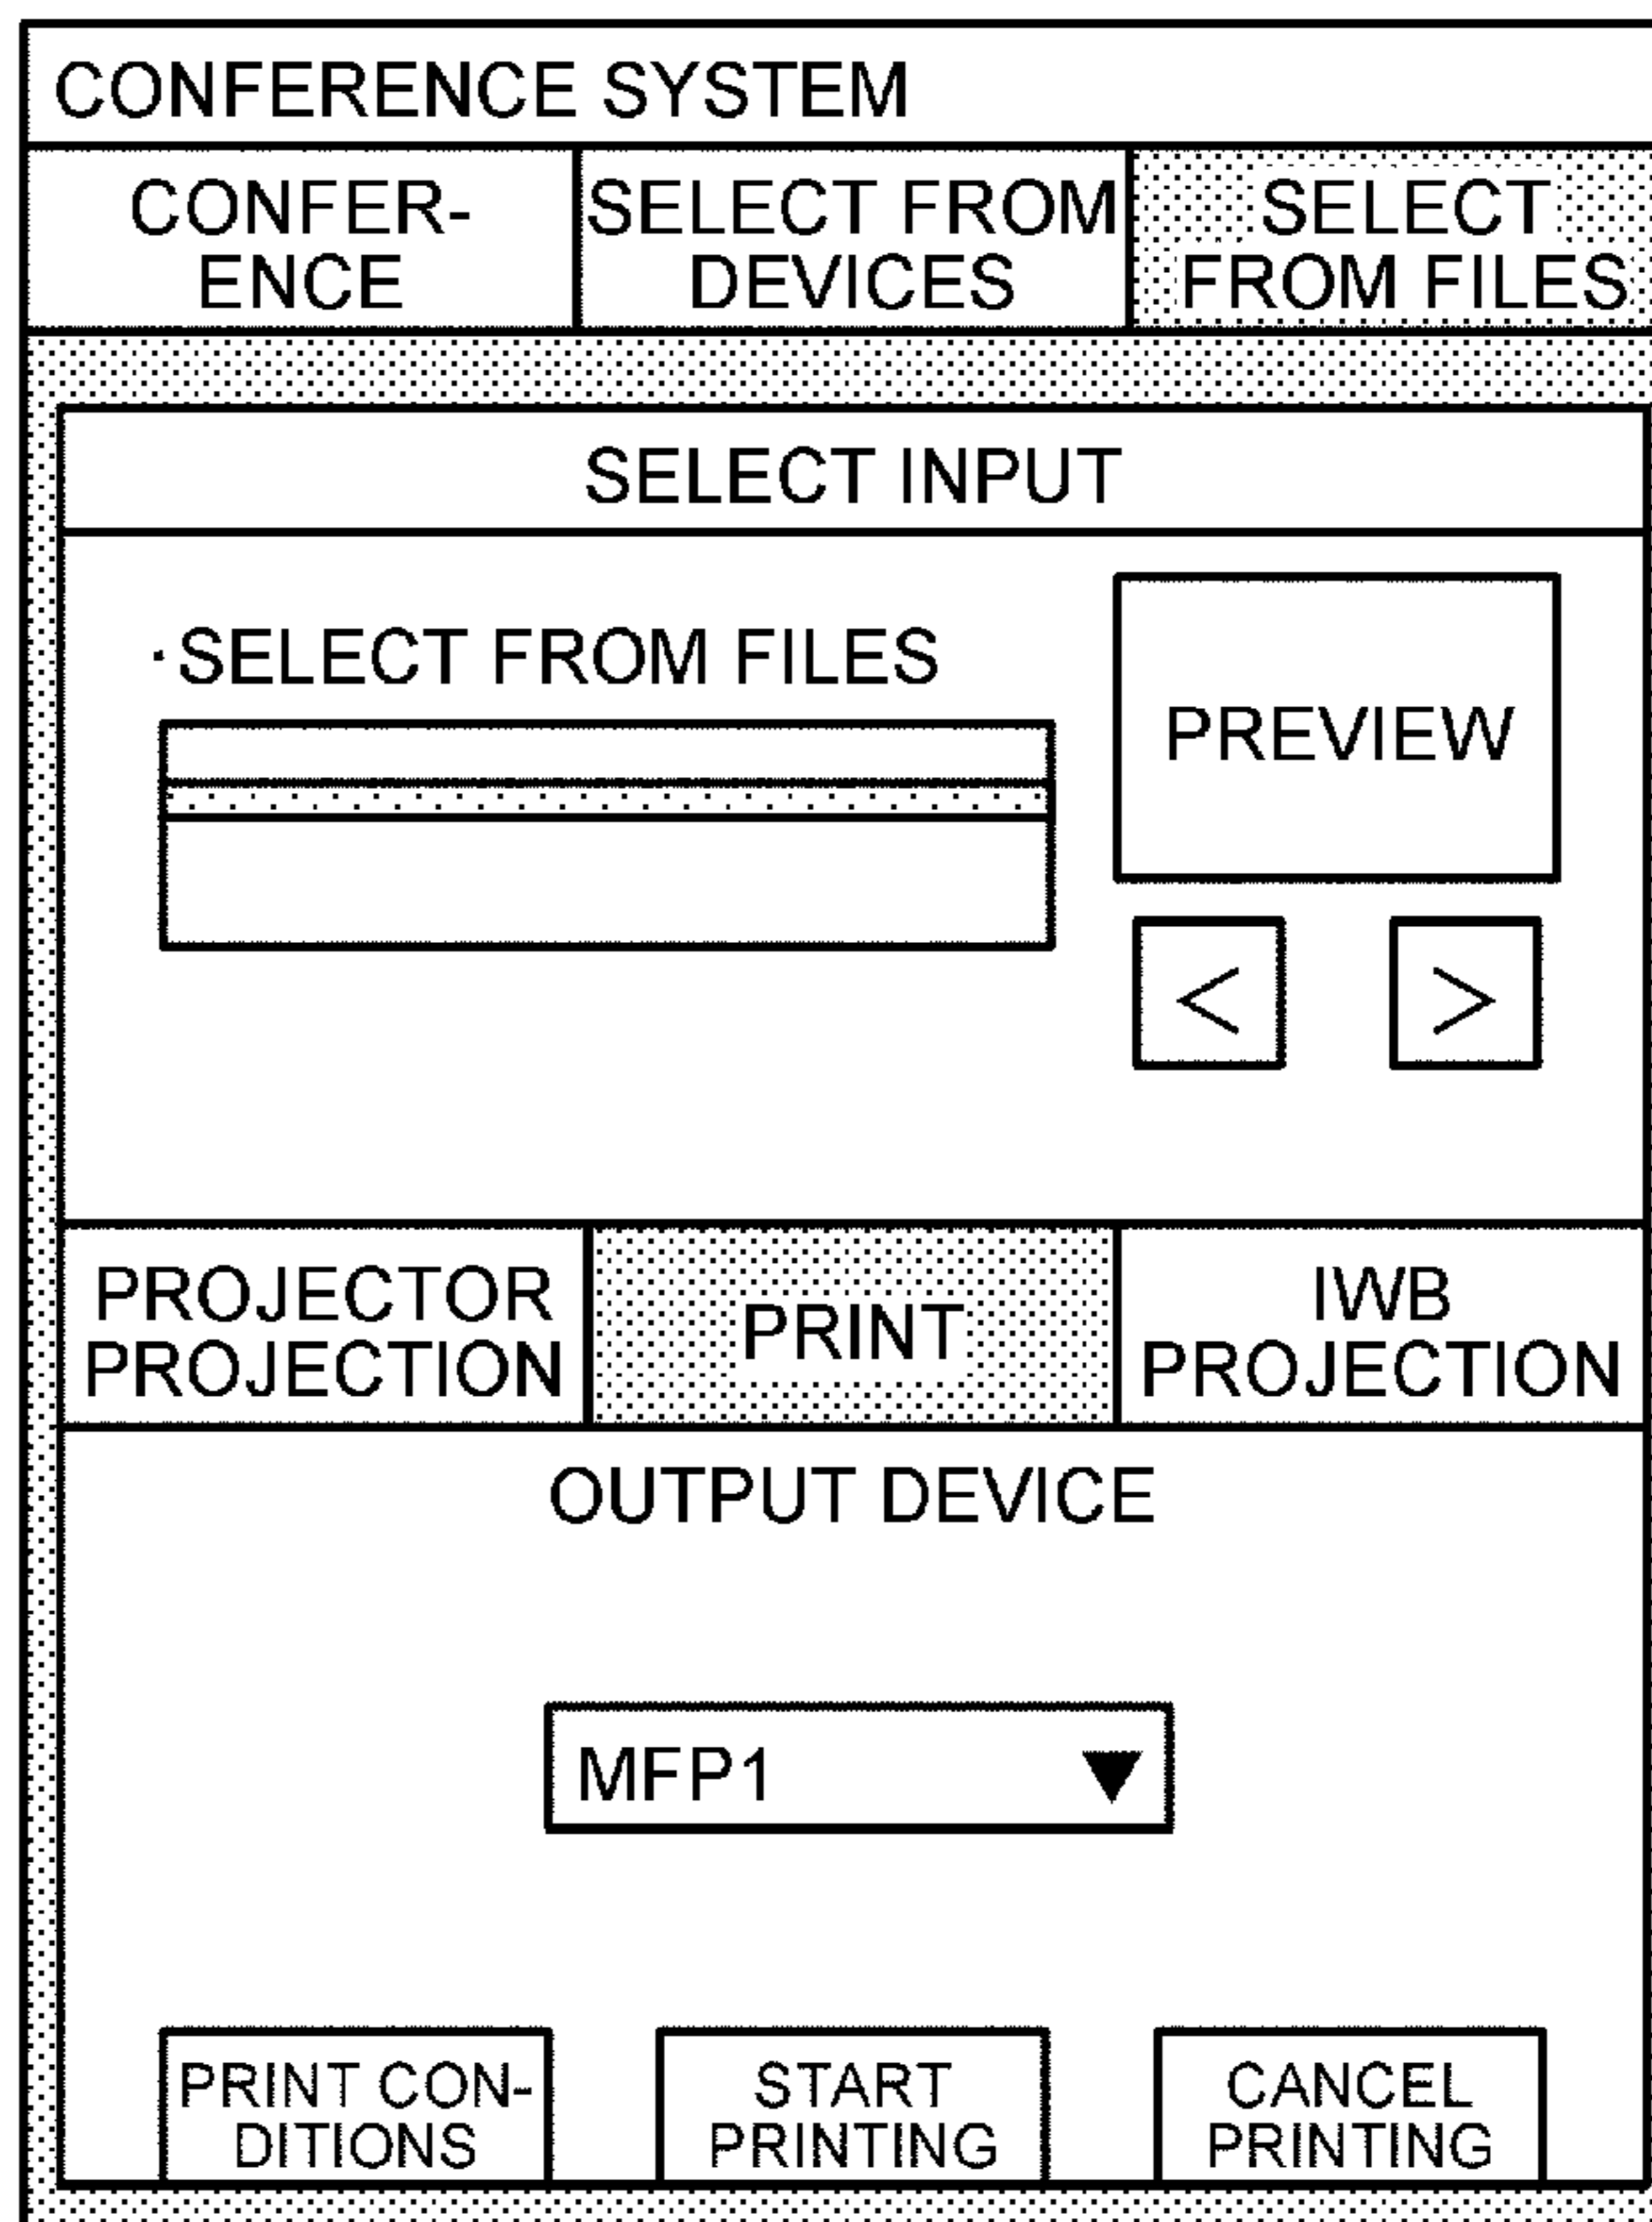 CONFERENCE SYSTEM
CONFER-
ENCE
SELECT FROM
DEVICES
SELECT
FROM FILES
SELECT INPUT
·SELECT FROM FILES
PREVIEW
<
>
PROJECTOR
PROJECTION
PRINT
IWB
PROJECTION
OUTPUT DEVICE
MFP1 ▼
PRINT CON-
DITIONS
START
PRINTING
CANCEL
PRINTING